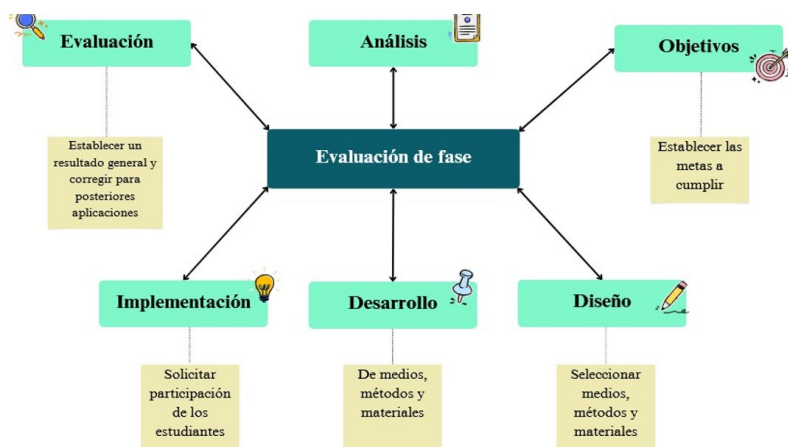 Evaluación
Análisis
Objetivos
Establecer un
resultado general y
corregir para
posteriores
aplicaciones
Evaluación de fase
Establecer las
metas a
cumplir
Implementación
Desarrollo
Diseño
Solicitar
participación
de los
estudiantes
De medios,
métodos y
materiales
Seleccionar
medios,
métodos y
materiales